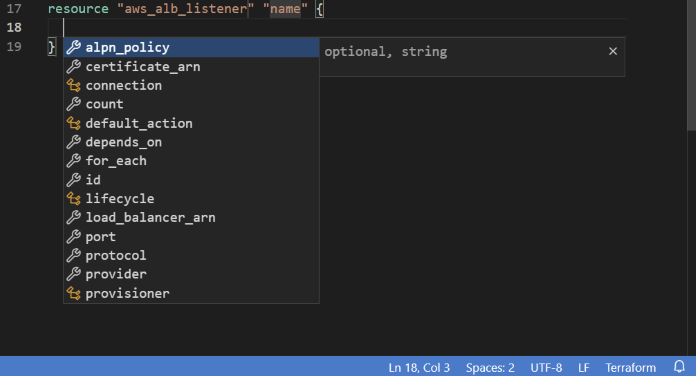 17 resource "aws_alb_listener" "name" {
18
19 }
alpn_policy optional, string
certificate_arn
connection
count
default_action
depends_on
for_each
id
lifecycle
load_balancer_arn
port
protocol
provider
provisioner
Ln 18, Col 3 Spaces: 2 UTF-8 LF Terraform